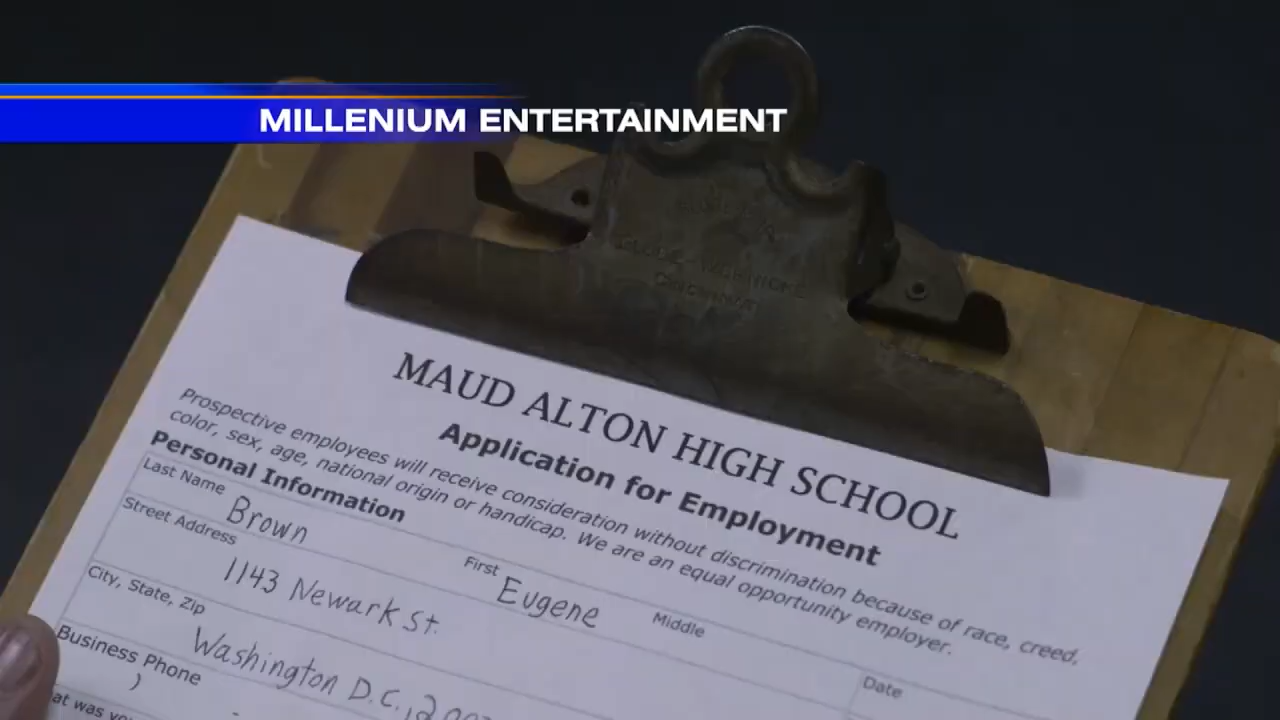 MILLENIUM ENTERTAINMENT
MAUD ALTON HIGH SCHOOL
Application for Employment
Prospective employees will receive consideration without discrimination because of race, creed,
color, sex, age, national origin or handicap. We are an equal opportunity employer.
Personal Information
Last Name Brown First Eugene Middle Date
Street Address 1143 Newark St.
City, State, Zip Washington D.C.,
Business Phone
)